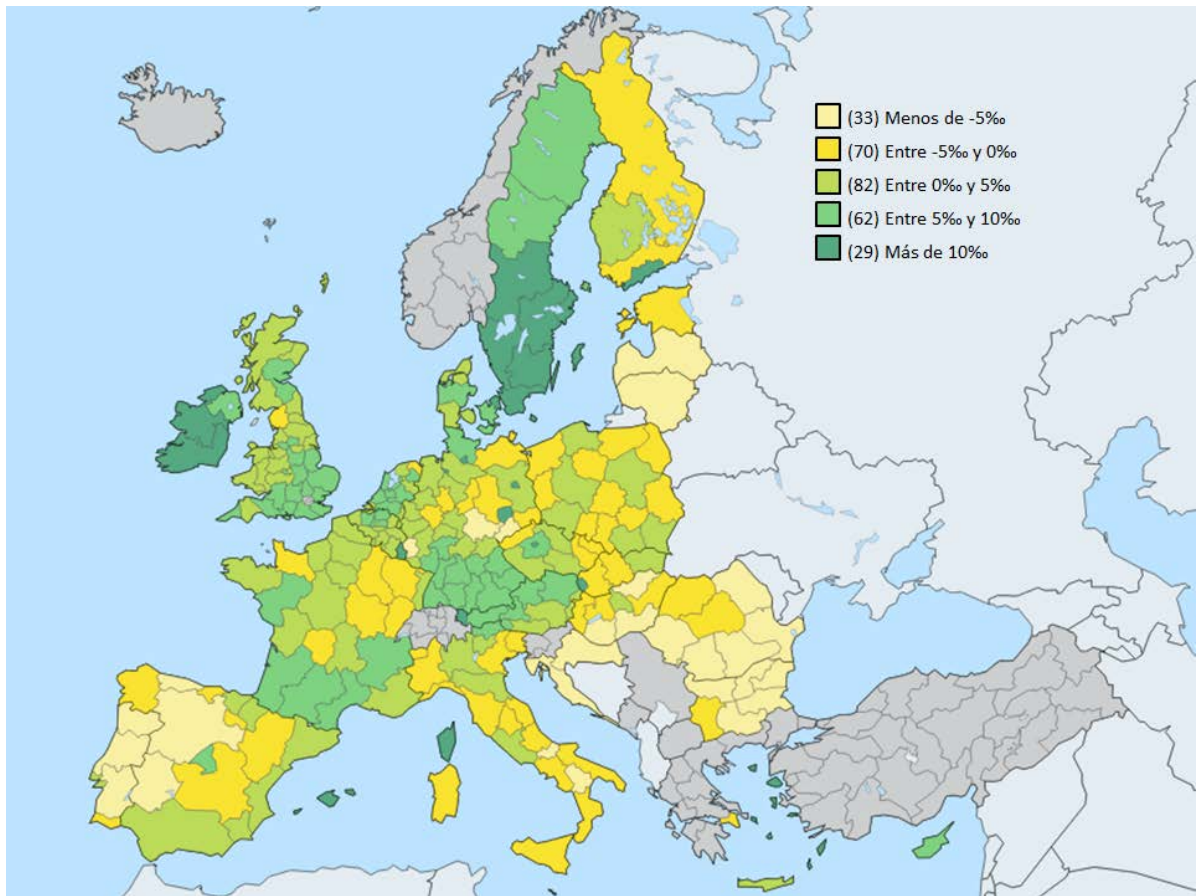 (33) Menos de -5‰
(70) Entre -5‰ y 0‰
(82) Entre 0‰ y 5‰
(62) Entre 5‰ y 10‰
(29) Más de 10‰